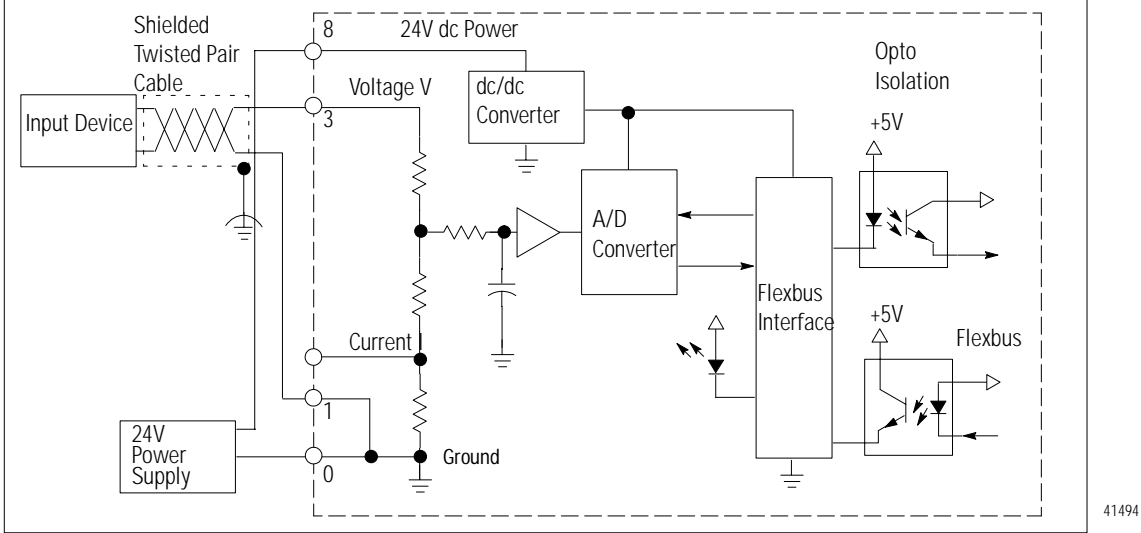 Shielded
Twisted Pair
Cable
8
24V dc Power
Opto
Isolation
Voltage V
dc/dc
Converter
Input Device
3
+5V
A/D
Converter
Flexbus
Interface
+5V
Flexbus
Current I
1
24V
Power
Supply
0
Ground
41494